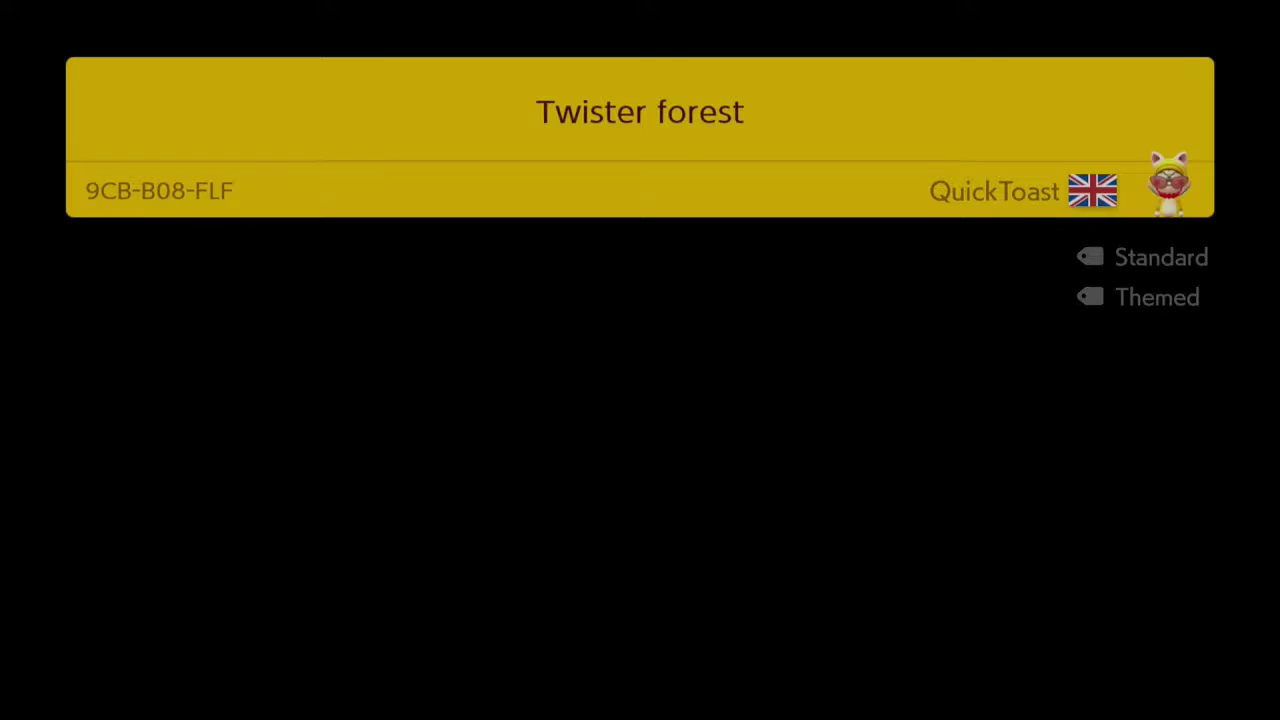 Twister forest
9CB-B08-FLF
QuickToast
Standard
Themed